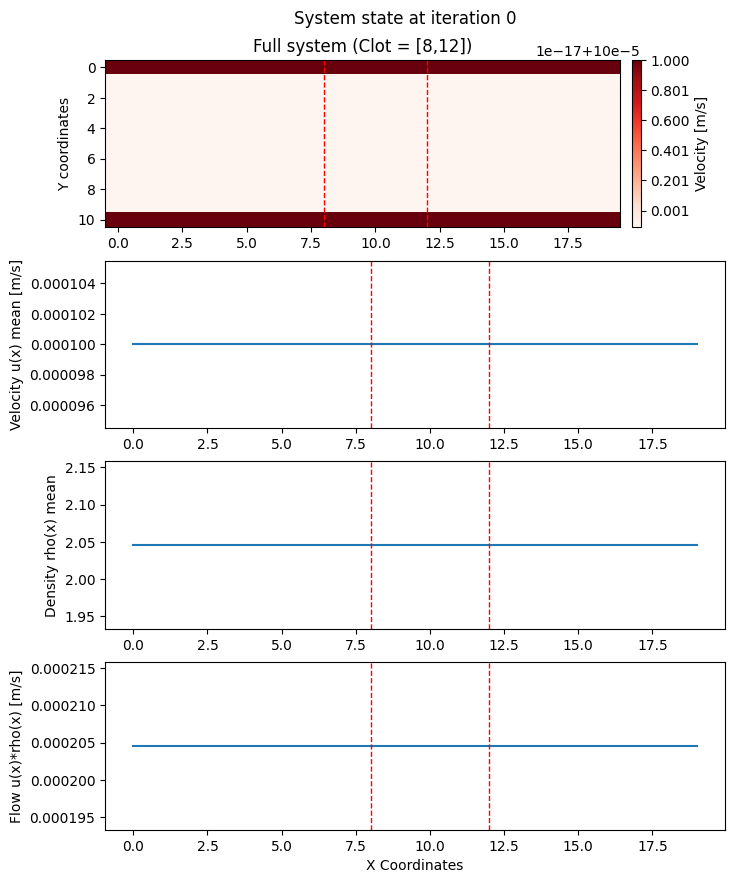 System state at iteration 0
Full system (Clot = [8,12])
1e−17+10e−5
Y coordinates
0
2
4
6
8
10
0.0 2.5 5.0 7.5 10.0 12.5 15.0 17.5
1.000
0.801
0.600
0.401
0.201
0.001
Velocity [m/s]
Velocity u(x) mean [m/s]
0.000104
0.000102
0.000100
0.000098
0.000096
0.0 2.5 5.0 7.5 10.0 12.5 15.0 17.5
Density rho(x) mean
2.15
2.10
2.05
2.00
1.95
0.0 2.5 5.0 7.5 10.0 12.5 15.0 17.5
Flow u(x)*rho(x) [m/s]
0.000215
0.000210
0.000205
0.000200
0.000195
0.0 2.5 5.0 7.5 10.0 12.5 15.0 17.5
X Coordinates